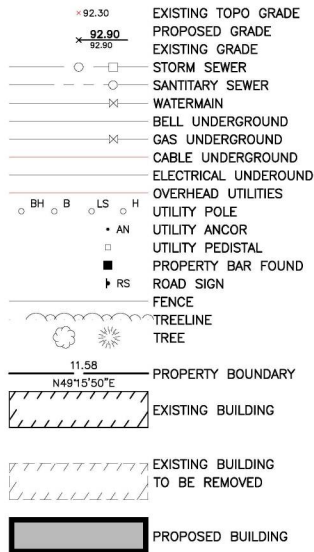 ×92.30 EXISTING TOPO GRADE
92.90 PROPOSED GRADE
×92.90 EXISTING GRADE
STORM SEWER
SANTITARY SEWER
WATERMAIN
BELL UNDERGROUND
GAS UNDERGROUND
CABLE UNDERGROUND
ELECTRICAL UNDEROUND
OVERHEAD UTILITIES
BH B LS H UTILITY POLE
AN UTILITY ANCOR
UTILITY PEDISTAL
PROPERTY BAR FOUND
RS ROAD SIGN
FENCE
TREELINE
TREE
11.58
N49°15'50"E PROPERTY BOUNDARY
EXISTING BUILDING
EXISTING BUILDING
TO BE REMOVED
PROPOSED BUILDING